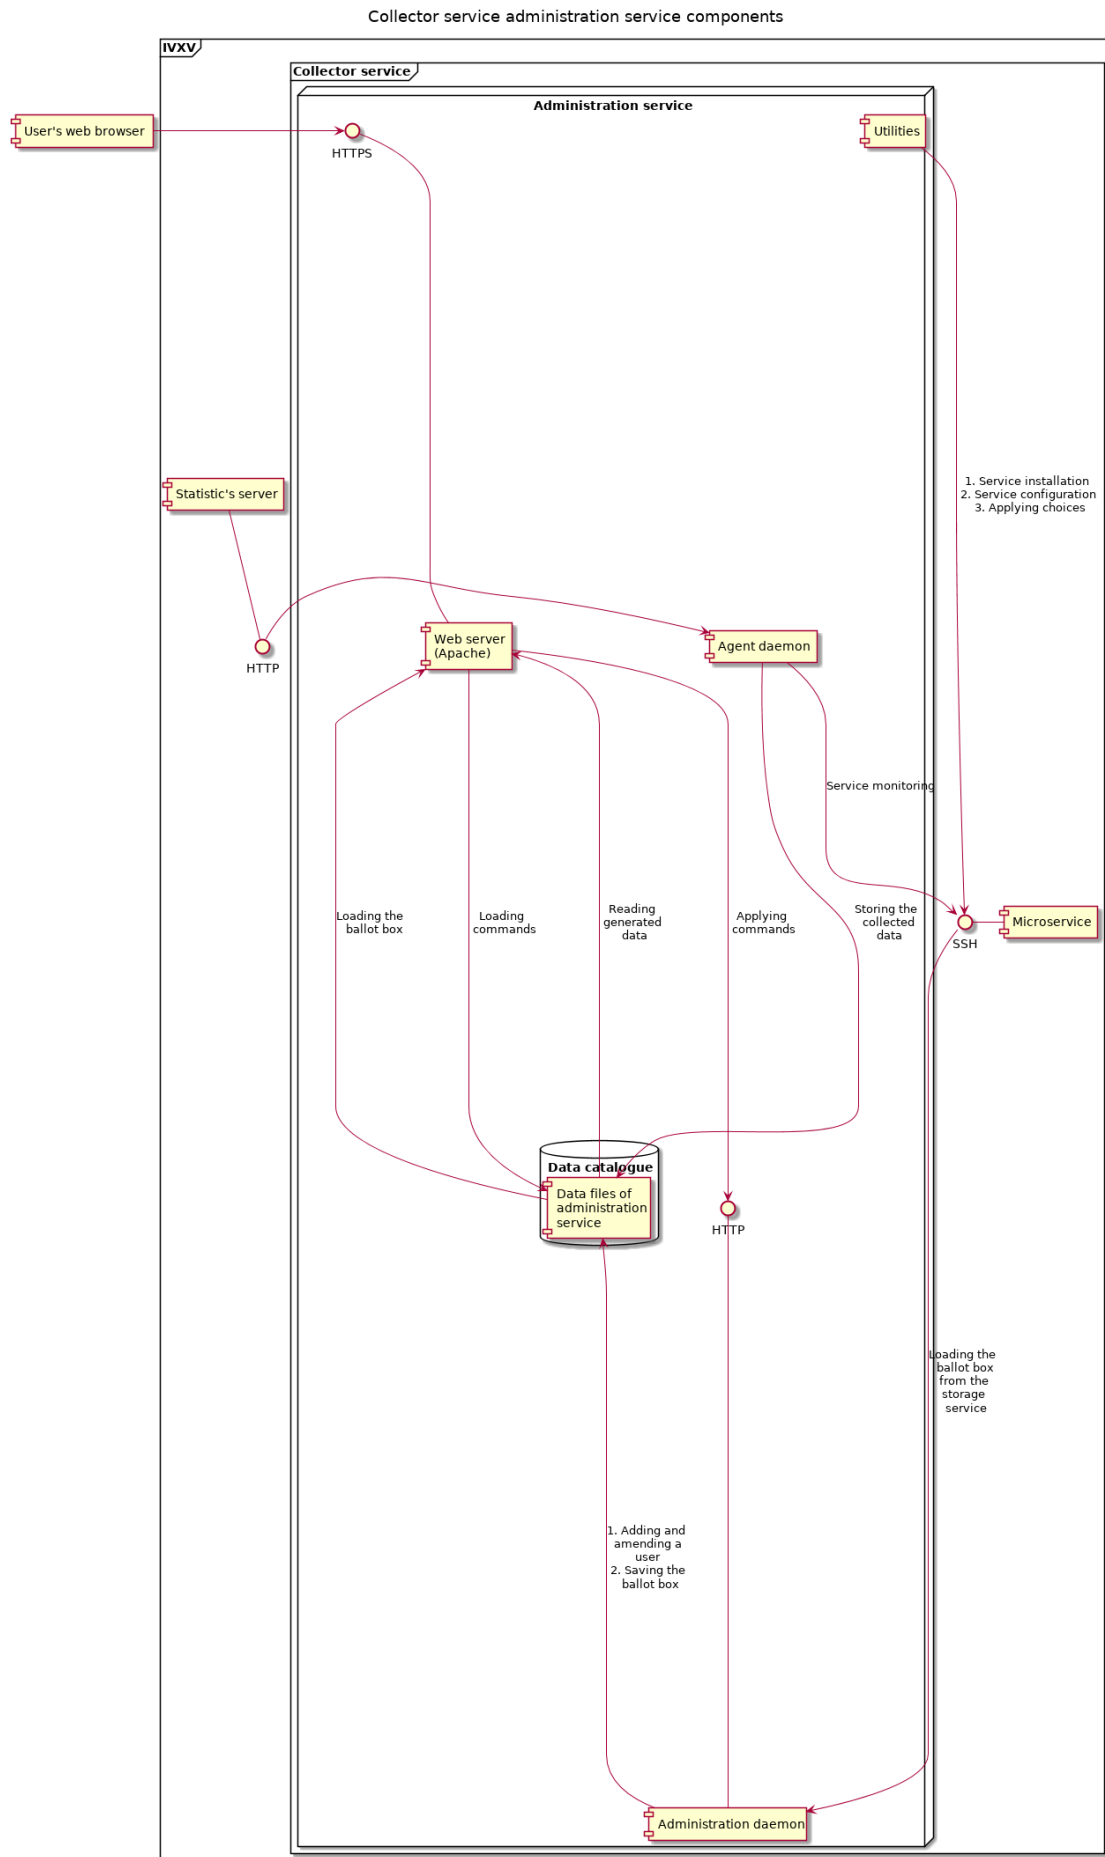 Collector service administration service components
IVXV
Collector service
Administration service
User's web browser
HTTPS
Utilities
Statistic's server
1. Service installation
2. Service configuration
3. Applying choices
HTTP
Web server
(Apache)
Agent daemon
Service monitoring
Loading the
ballot box
Loading
commands
Reading
generated
data
Applying
commands
Storing the
collected
data
SSH
Microservice
Data catalogue
Data files of
administration
service
HTTP
Loading the
ballot box
from the
storage
service
1. Adding and
amending a
user
2. Saving the
ballot box
Administration daemon